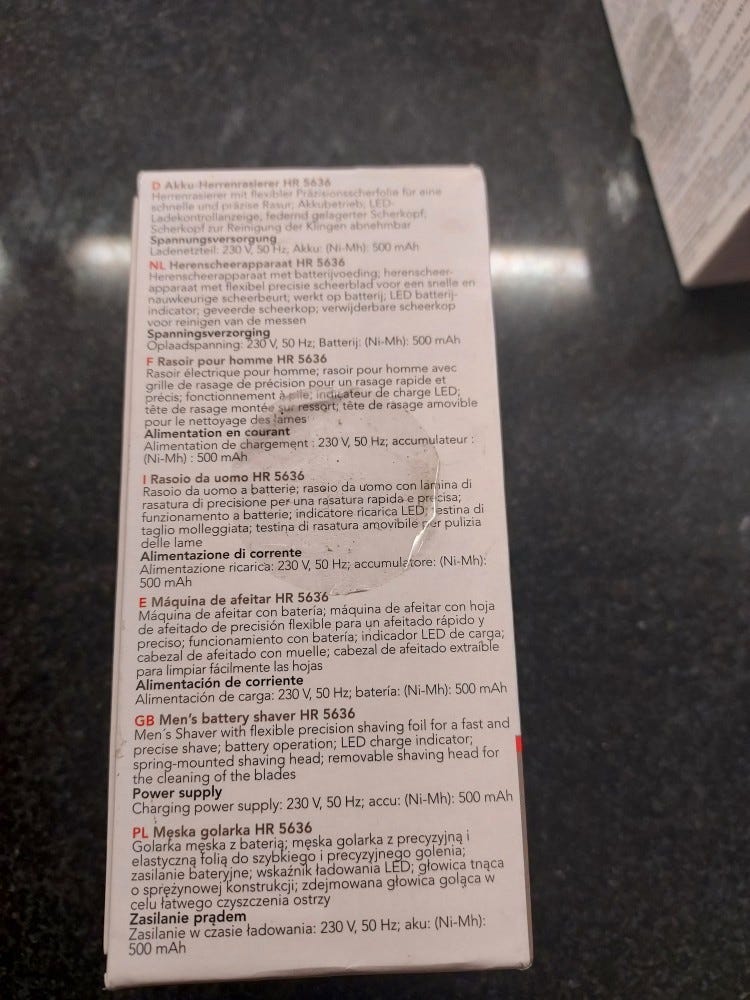 D Akku-Herrenrasierer HR 5636
Herrenrasierer mit flexibler Präzisionsscherfolie für eine
schnelle und präzise Rasur; Akkubetrieb; LED-
Ladekontrollanzeige; federnd gelagerter Scherkopf;
Scherkopf zur Reinigung der Klingen abnehmbar
Spannungsversorgung
Ladenetzteil: 230 V, 50 Hz, Akku: (Ni-Mh): 500 mAh
NL Herenscheerapparaat HR 5636
Herenscheerapparaat met batterijvoeding; herenscheer-
apparaat met flexibel precisie scheerblad voor een snelle en
nauwkeurige scheerbeurt; werkt op batterij; LED batterij-
indicator; geveerde scheerkop; verwijderbare scheerkop
voor reinigen van de messen
Spanningsverzorging
Oplaadspanning: 230 V, 50 Hz; Batterij: (Ni-Mh): 500 mAh
F Rasoir pour homme HR 5636
Rasoir électrique pour homme; rasoir pour homme avec
grille de rasage de précision pour un rasage rapide et
précis; fonctionnement à pile; indicateur de charge LED;
tête de rasage montée sur ressort; tête de rasage amovible
pour le nettoyage des lames
Alimentation en courant
Alimentation de chargement : 230 V, 50 Hz; accumulateur :
(Ni-Mh) : 500 mAh
I Rasoio da uomo HR 5636
Rasoio da uomo a batterie; rasoio da uomo con lamina di
rasatura di precisione per una rasatura rapida e precisa;
funzionamento a batterie; indicatore ricarica LED; testina di
taglio molleggiata; testina di rasatura amovibile per pulizia
delle lame
Alimentazione di corrente
Alimentazione ricarica: 230 V, 50 Hz; accumulatore: (Ni-Mh):
500 mAh
E Máquina de afeitar HR 5636
Máquina de afeitar con batería; máquina de afeitar con hoja
de afeitado de precisión flexible para un afeitado rápido y
preciso; funcionamiento con batería; indicador LED de carga;
cabezal de afeitado con muelle; cabezal de afeitado extraíble
para limpiar fácilmente las hojas
Alimentación de corriente
Alimentación de carga: 230 V, 50 Hz; batería: (Ni-Mh): 500 mAh
GB Men's battery shaver HR 5636
Men´s Shaver with flexible precision shaving foil for a fast and
precise shave; battery operation; LED charge indicator;
spring-mounted shaving head; removable shaving head for
the cleaning of the blades
Power supply
Charging power supply: 230 V, 50 Hz; accu: (Ni-Mh): 500 mAh
PL Męska golarka HR 5636
Golarka męska z baterią; męska golarka z precyzyjną i
elastyczną folią do szybkiego i precyzyjnego golenia;
zasilanie bateryjne; wskaźnik ładowania LED; głowica tnąca
o sprężynowej konstrukcji; zdejmowana głowica goląca w
celu łatwego czyszczenia ostrzy
Zasilanie prądem
Zasilanie w czasie ładowania: 230 V, 50 Hz; aku: (Ni-Mh):
500 mAh